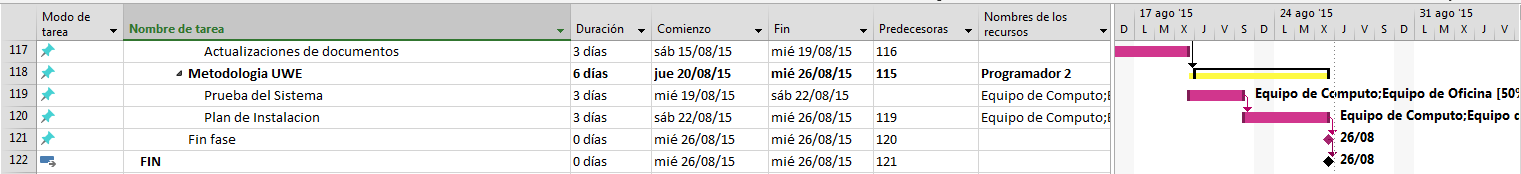 Modo de tarea Nombre de tarea Duración Comienzo Fin Predecesoras Nombres de los recursos
17 ago '15 24 ago '15 31 ago '15
D L M X J V S D L M X J V S D L M X J V
117 Actualizaciones de documentos 3 días sáb 15/08/15 mié 19/08/15 116
118 Metodologia UWE 6 días jue 20/08/15 mié 26/08/15 115 Programador 2
119 Prueba del Sistema 3 días mié 19/08/15 sáb 22/08/15 Equipo de Computo;E Equipo de Computo;Equipo de Oficina [50%
120 Plan de Instalacion 3 días sáb 22/08/15 mié 26/08/15 119 Equipo de Computo;E Equipo de Computo;Equipo d
121 Fin fase 0 días mié 26/08/15 mié 26/08/15 120 26/08
122 FIN 0 días mié 26/08/15 mié 26/08/15 121 26/08